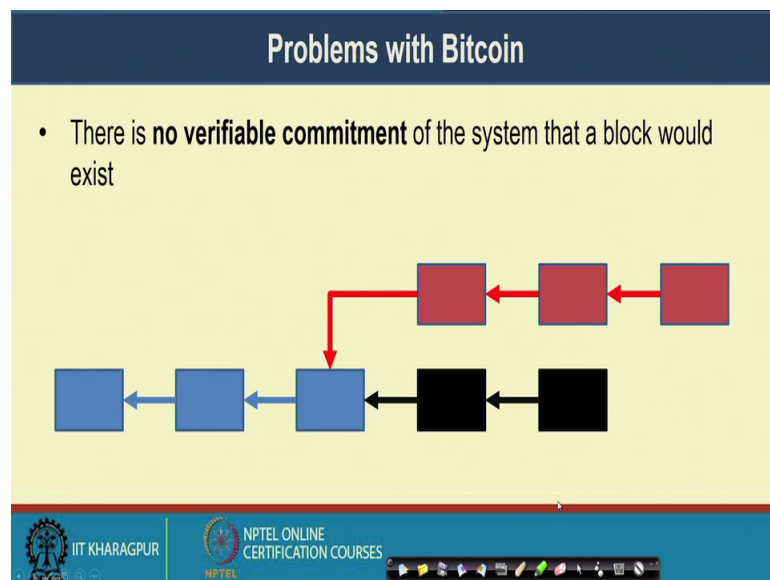 Problems with Bitcoin
• There is no verifiable commitment of the system that a block would
exist
IIT KHARAGPUR
NPTEL
NPTEL ONLINE
CERTIFICATION COURSES